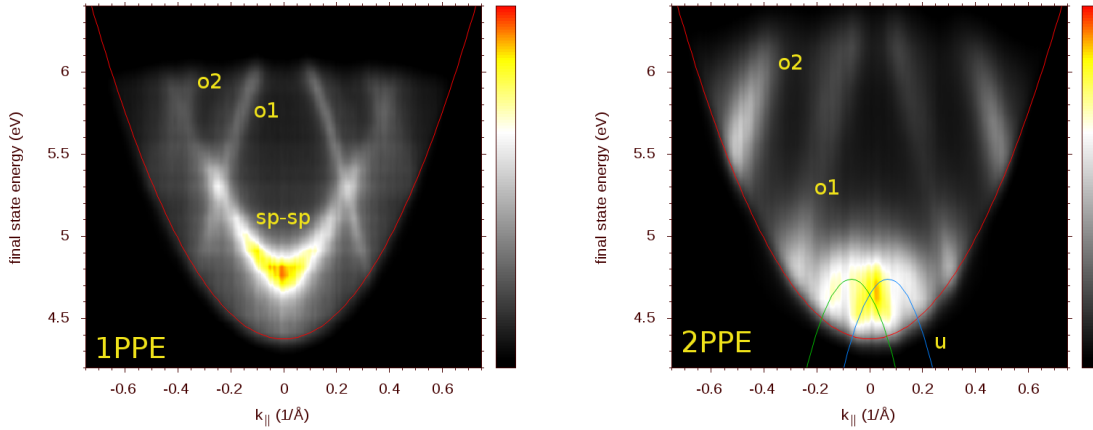 6
5.5
5
4.5
final state energy (eV)
o2
o1
sp-sp
1PPE
-0.6 -0.4 -0.2 0 0.2 0.4 0.6
k|| (1/Å)
6
5.5
5
4.5
final state energy (eV)
o2
o1
u
2PPE
-0.6 -0.4 -0.2 0 0.2 0.4 0.6
k|| (1/Å)